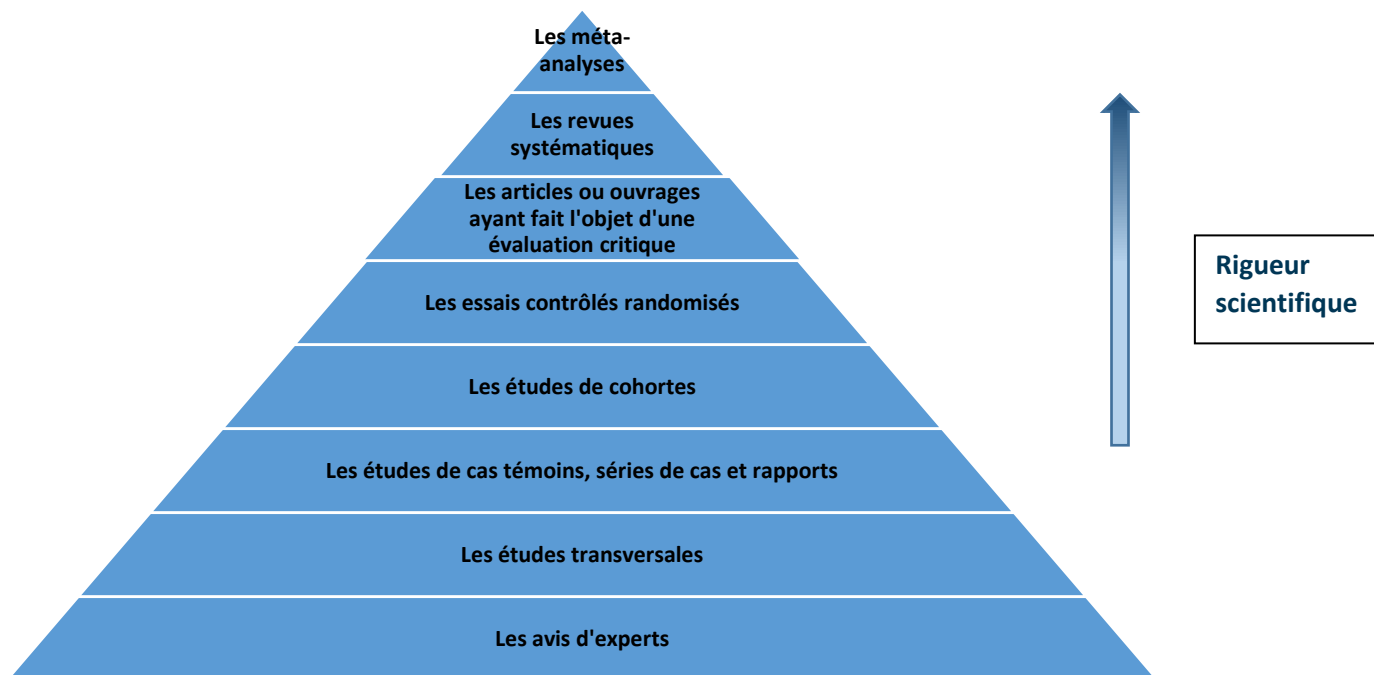 Les méta-
analyses
Les revues
systématiques
Les articles ou ouvrages
ayant fait l'objet d'une
évaluation critique
Les essais contrôlés randomisés
Les études de cohortes
Les études de cas témoins, séries de cas et rapports
Les études transversales
Les avis d'experts
Rigueur
scientifique